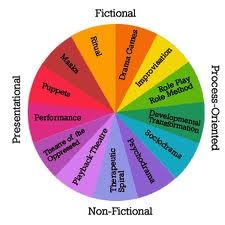 Fictional
Ritual
Drama Games
Improvisation
Role Play
Role Method
Developmental
Transformation
Sociodrama
Psychodrama
Therapeutic
Spiral
Playback Theatre
Theatre of the
Oppressed
Performance
Puppets
Masks
Process-Oriented
Non-Fictional
Presentational